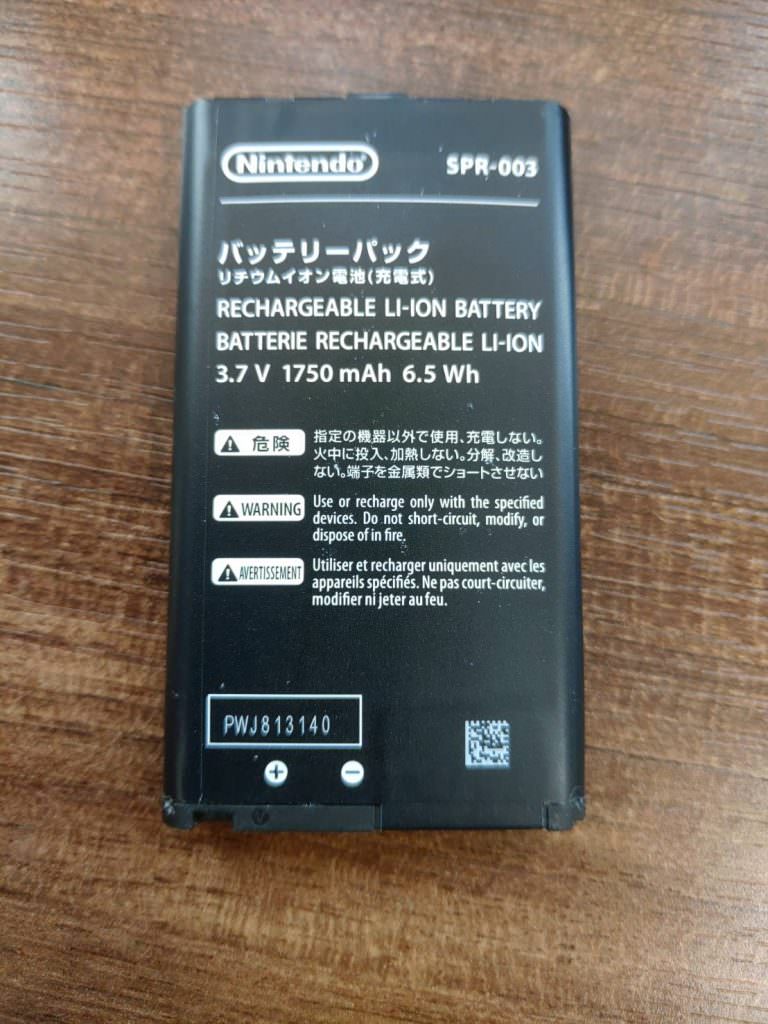 Nintendo SPR-003
バッテリーパック
リチウムイオン電池(充電式)
RECHARGEABLE LI-ION BATTERY
BATTERIE RECHARGEABLE LI-ION
3.7 V 1750 mAh 6.5 Wh
危険
指定の機器以外で使用、充電しない。
火中に投入、加熱しない。分解、改造し
ない。端子を金属類でショートさせない
WARNING
Use or recharge only with the specified
devices. Do not short-circuit, modify, or
dispose of in fire.
AVERTISSEMENT
Utiliser et recharger uniquement avec les
appareils spécifiés. Ne pas court-circuiter,
modifier ni jeter au feu.
PWJ813140
+ −